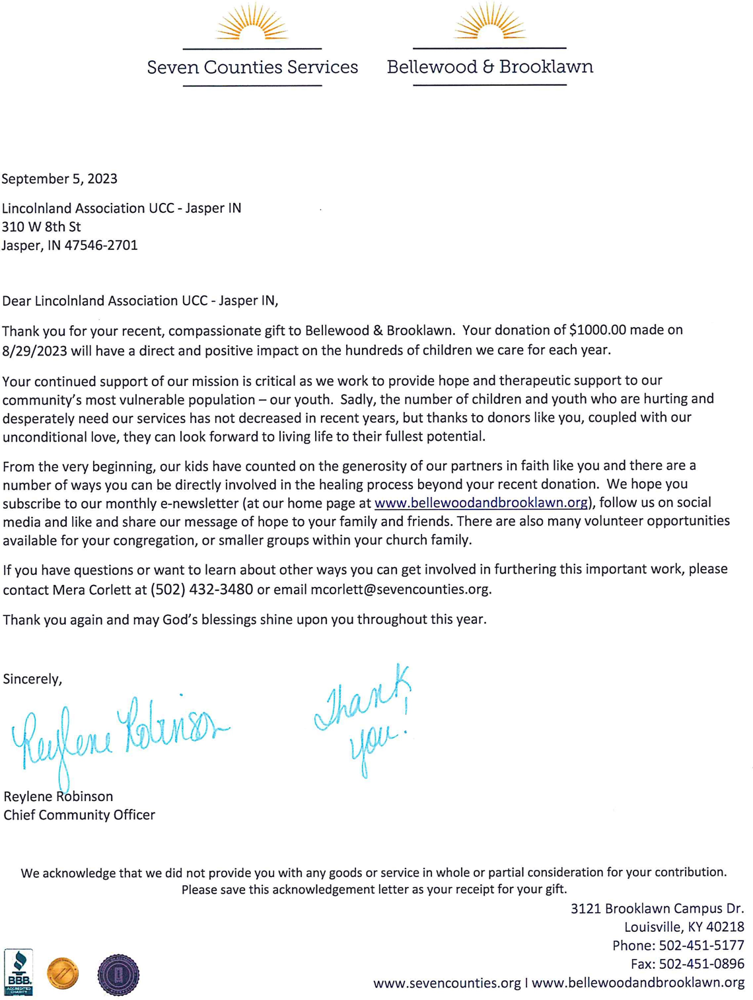 Seven Counties Services
Bellewood & Brooklawn
September 5, 2023
Lincolnland Association UCC - Jasper IN
310 W 8th St
Jasper, IN 47546-2701
Dear Lincolnland Association UCC - Jasper IN,
Thank you for your recent, compassionate gift to Bellewood & Brooklawn.  Your donation of $1000.00 made on
8/29/2023 will have a direct and positive impact on the hundreds of children we care for each year.
Your continued support of our mission is critical as we work to provide hope and therapeutic support to our
community’s most vulnerable population – our youth.  Sadly, the number of children and youth who are hurting and
desperately need our services has not decreased in recent years, but thanks to donors like you, coupled with our
unconditional love, they can look forward to living life to their fullest potential.
From the very beginning, our kids have counted on the generosity of our partners in faith like you and there are a
number of ways you can be directly involved in the healing process beyond your recent donation.  We hope you
subscribe to our monthly e-newsletter (at our home page at www.bellewoodandbrooklawn.org), follow us on social
media and like and share our message of hope to your family and friends. There are also many volunteer opportunities
available for your congregation, or smaller groups within your church family.
If you have questions or want to learn about other ways you can get involved in furthering this important work, please
contact Mera Corlett at (502) 432-3480 or email mcorlett@sevencounties.org.
Thank you again and may God’s blessings shine upon you throughout this year.
Sincerely,
Reylene Robinson
Thank
you!
Reylene Robinson
Chief Community Officer
We acknowledge that we did not provide you with any goods or service in whole or partial consideration for your contribution.
Please save this acknowledgement letter as your receipt for your gift.
3121 Brooklawn Campus Dr.
Louisville, KY 40218
Phone: 502-451-5177
Fax: 502-451-0896
www.sevencounties.org I www.bellewoodandbrooklawn.org
BBB.
ACCREDITED
CHARITY